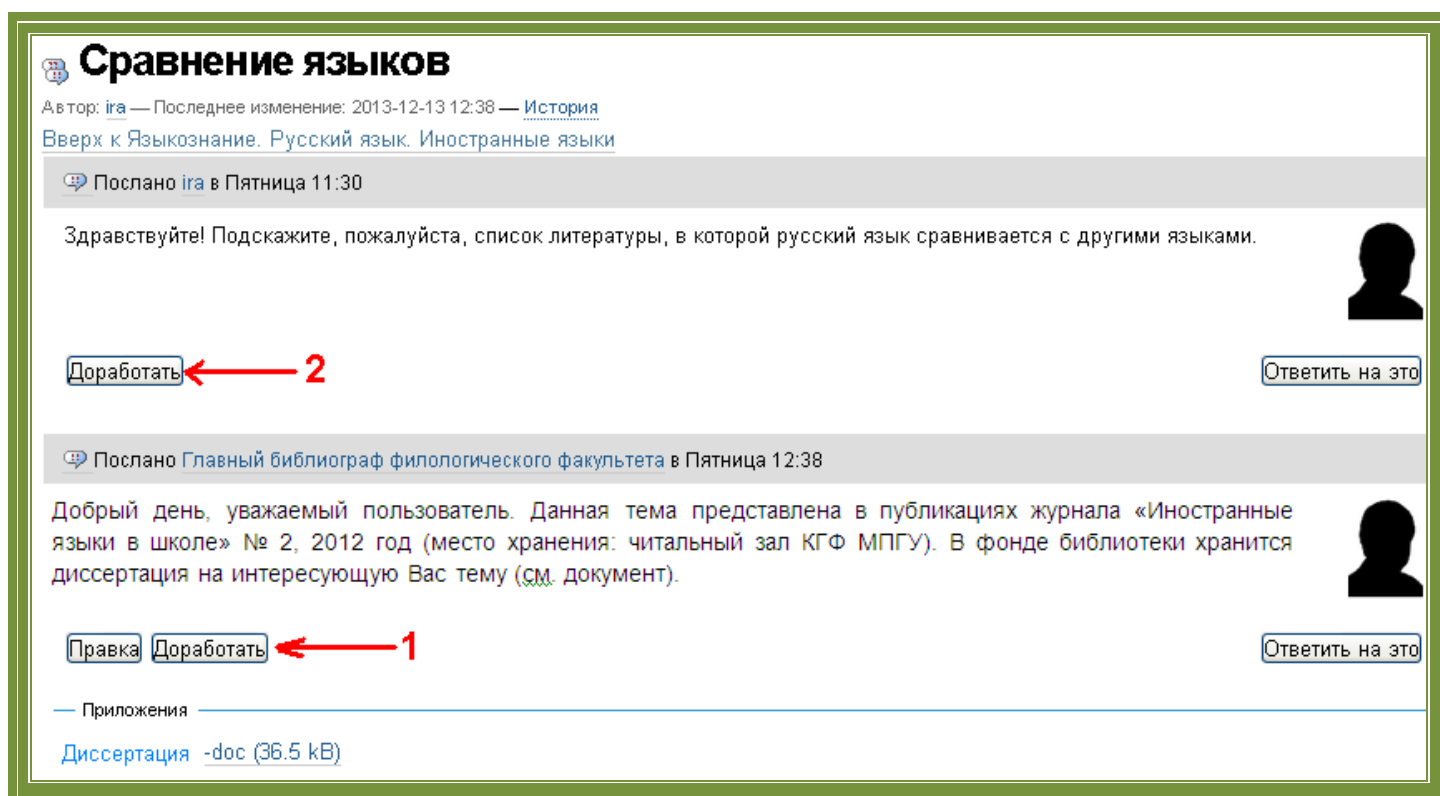 Сравнение языков
Автор: ira — Последнее изменение: 2013-12-13 12:38 — История
Вверх к Языкознание. Русский язык. Иностранные языки
Послано ira в Пятница 11:30
Здравствуйте! Подскажите, пожалуйста, список литературы, в которой русский язык сравнивается с другими языками.
Доработать 2 Ответить на это
Послано Главный библиограф филологического факультета в Пятница 12:38
Добрый день, уважаемый пользователь. Данная тема представлена в публикациях журнала «Иностранные
языки в школе» № 2, 2012 год (место хранения: читальный зал КГФ МПГУ). В фонде библиотеки хранится
диссертация на интересующую Вас тему (см. документ).
Правка Доработать 1 Ответить на это
Приложения
Диссертация -doc (36.5 kB)